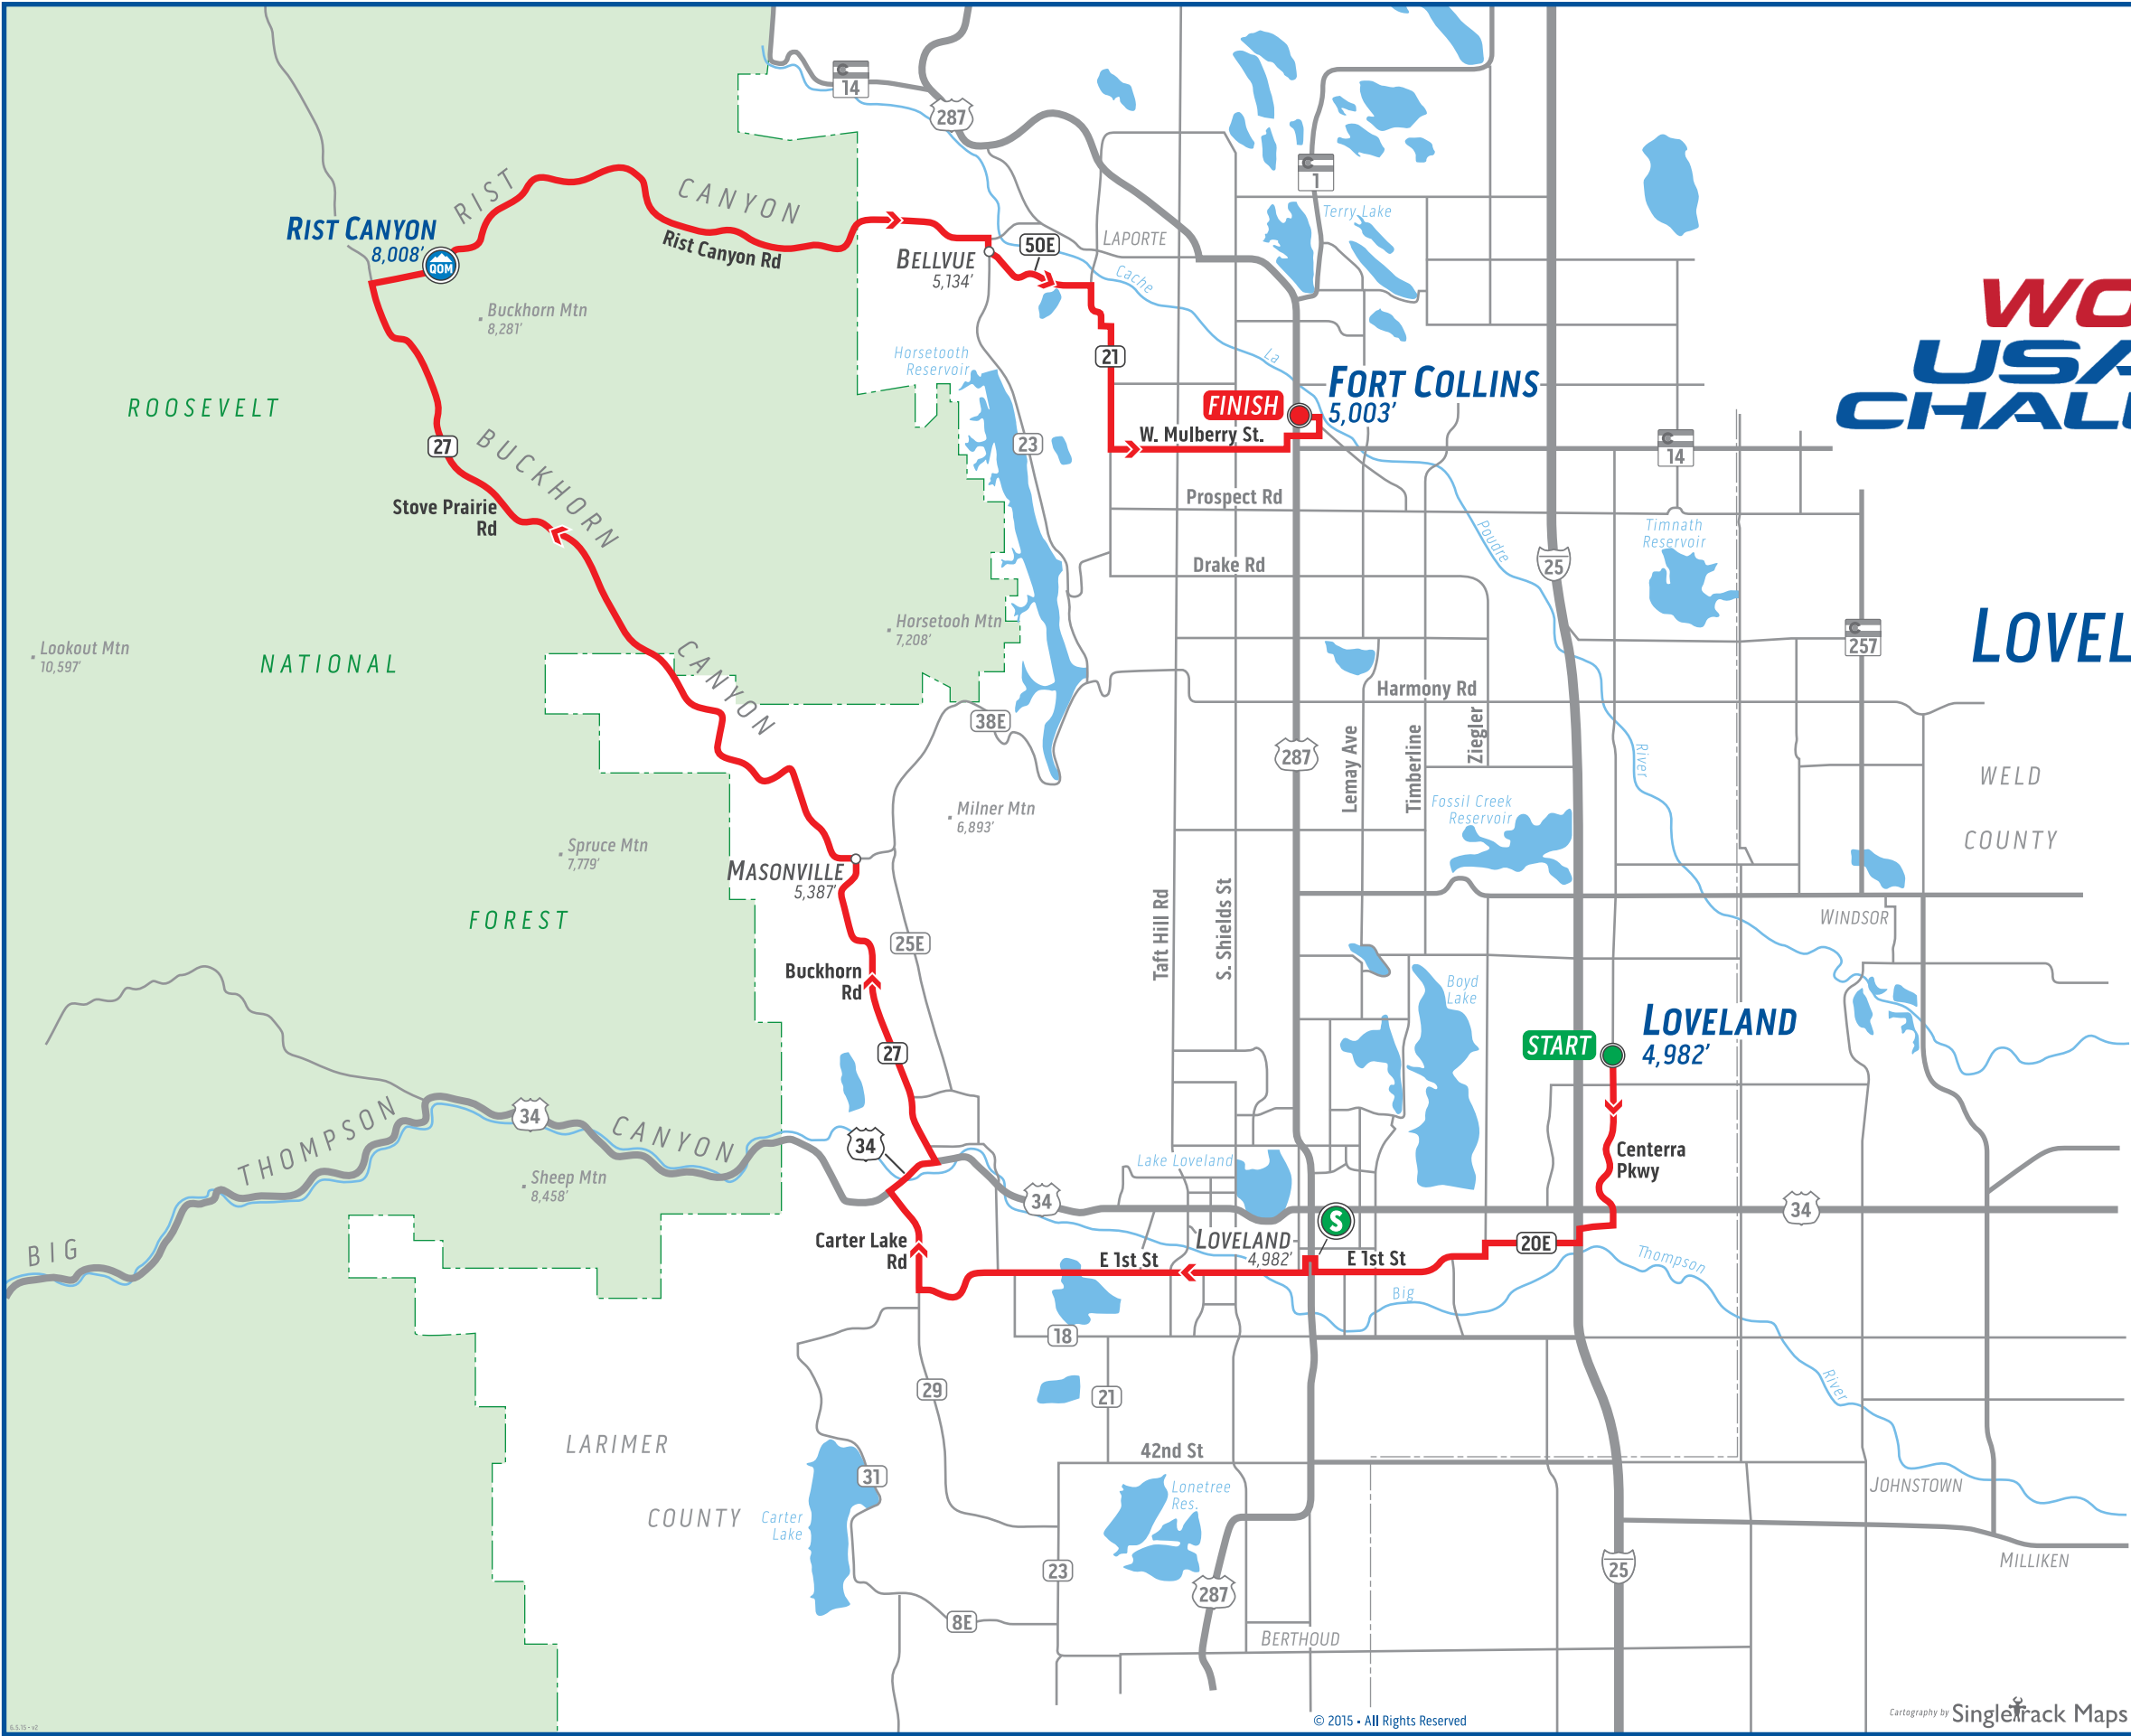 14
287
1
RIST CANYON
RIST CANYON
8,008’
QOM
Rist Canyon Rd
BELLVUE
5,134’
50E
LAPORTE
Terry Lake
Cache
La
Poudre
River
Buckhorn Mtn
8,281’
Horsetooth
Reservoir
21
WO
USA
CHALL
FINISH
FORT COLLINS
5,003’
W. Mulberry St.
ROOSEVELT
27
BUCKHORN
CANYON
23
14
Stove Prairie
Rd
Prospect Rd
Timnath
Reservoir
Drake Rd
25
Horsetooh Mtn
7,208’
257
LOVEL
Lookout Mtn
10,597’
NATIONAL
Harmony Rd
38E
287
Lemay Ave
Timberline
Ziegler
WELD
COUNTY
Milner Mtn
6,893’
Fossil Creek
Reservoir
Spruce Mtn
7,779’
MASONVILLE
5,387’
FOREST
Taft Hill Rd
S. Shields St
WINDSOR
25E
Buckhorn
Rd
Boyd
Lake
LOVELAND
4,982’
START
27
34
THOMPSON
CANYON
BIG
34
Sheep Mtn
8,458’
Lake Loveland
Centerra
Pkwy
34
34
S
LOVELAND
4,982’
Carter Lake
Rd
E 1st St
E 1st St
20E
Thompson
Big
River
18
29
21
LARIMER
COUNTY
42nd St
31
Carter
Lake
Lonetree
Res.
JOHNSTOWN
23
287
25
MILLIKEN
8E
BERTHOUD
© 2015 • All Rights Reserved
Cartography by SingleTrack Maps